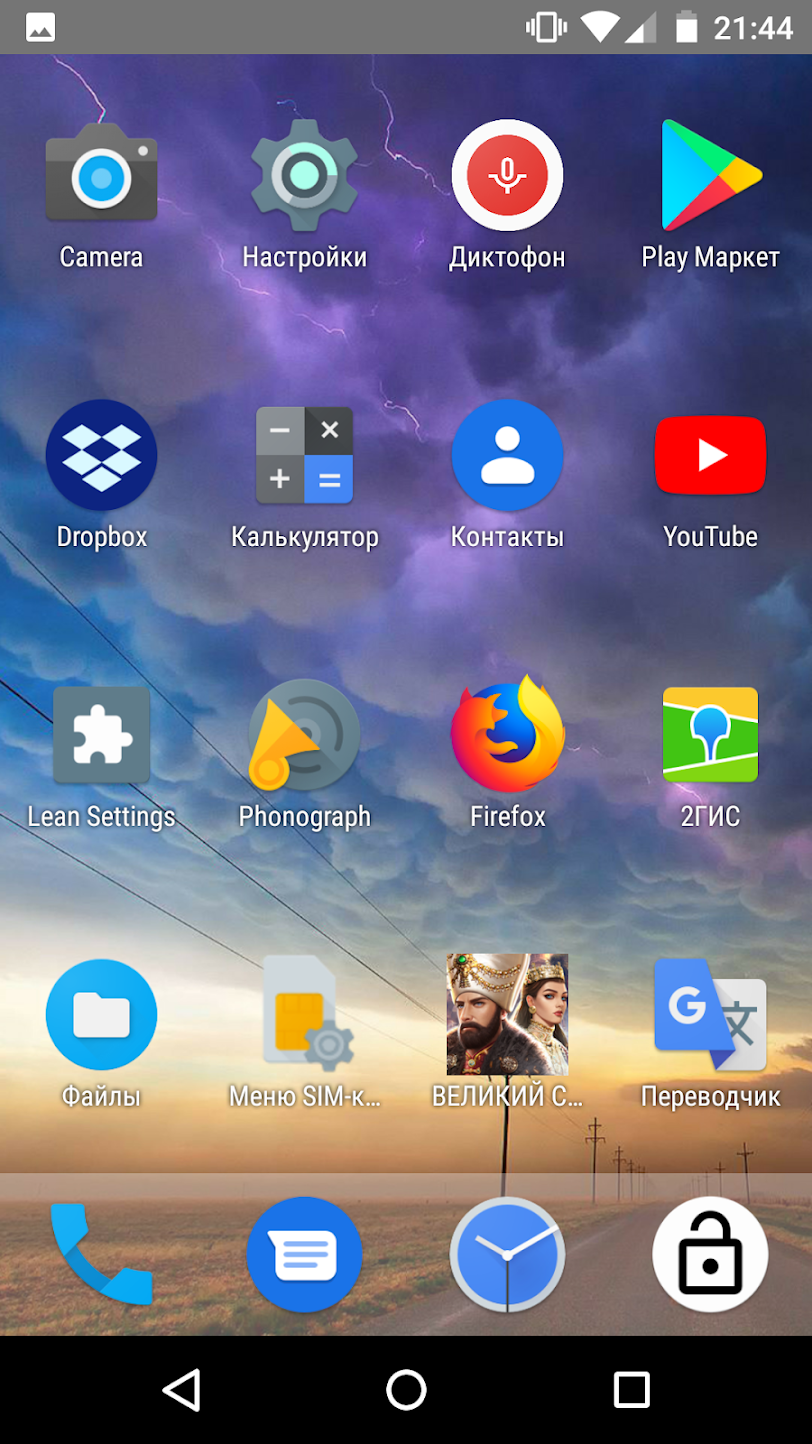 21:44
Camera
Настройки
Диктофон
Play Маркет
Dropbox
Калькулятор
Контакты
YouTube
Lean Settings
Phonograph
Firefox
2ГИС
Файлы
Меню SIM-к...
ВЕЛИКИЙ С...
G 文
Переводчик